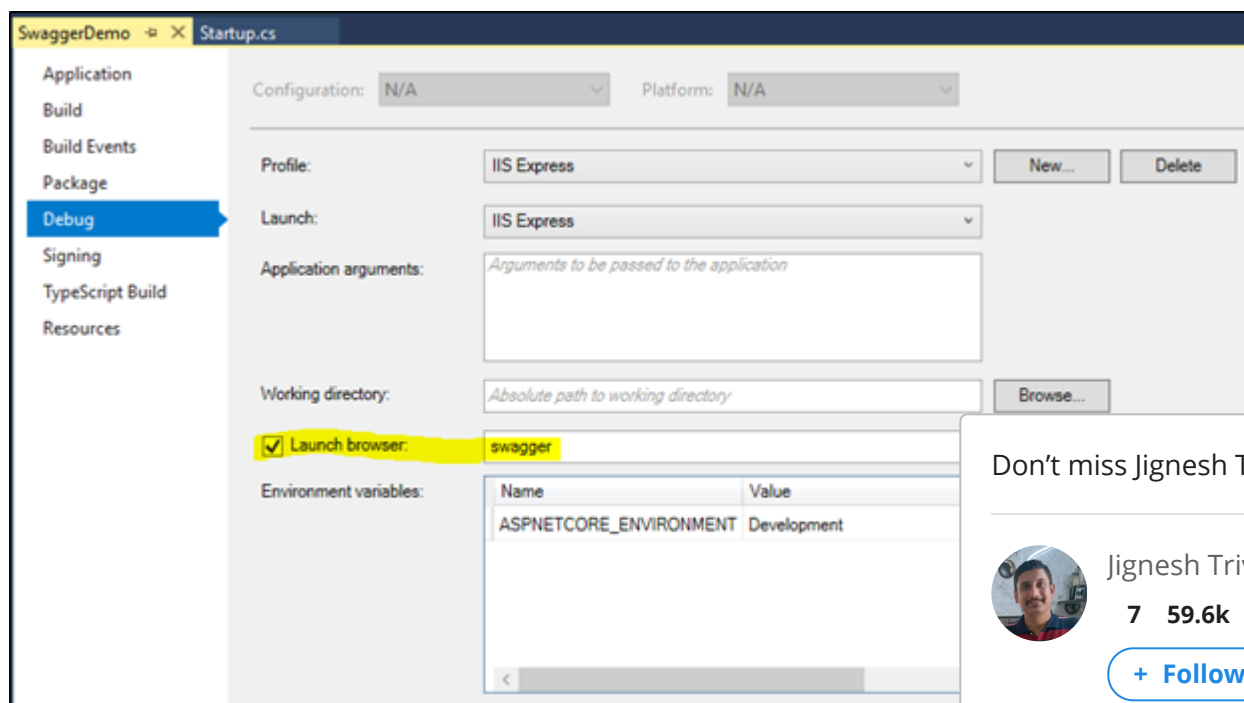 SwaggerDemo Startup.cs
Application
Build
Build Events
Package
Debug
Signing
TypeScript Build
Resources
Configuration: N/A Platform: N/A
Profile: IIS Express New... Delete
Launch: IIS Express
Application arguments: Arguments to be passed to the application
Working directory: Absolute path to working directory Browse...
Launch browser: swagger
Environment variables: Name Value
ASPNETCORE_ENVIRONMENT Development
Don’t miss Jignesh
Jignesh
7 59.6k
+ Follow